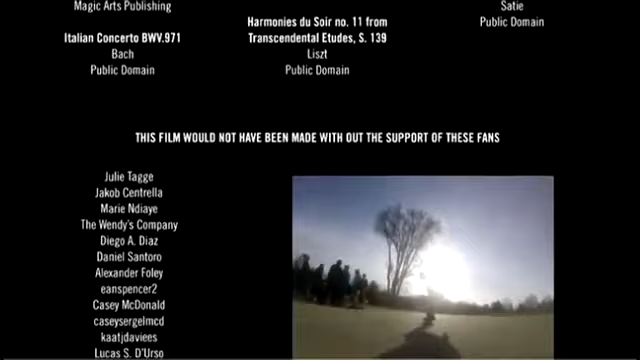 Magic Arts Publishing
Italian Concerto BWV.971
Bach
Public Domain
Harmonies du Soir no. 11 from
Transcendental Etudes, S. 139
Liszt
Public Domain
Satie
Public Domain
THIS FILM WOULD NOT HAVE BEEN MADE WITH OUT THE SUPPORT OF THESE FANS
Julie Tagge
Jakob Centrella
Marie Ndiaye
The Wendy's Company
Diego A. Diaz
Daniel Santoro
Alexander Foley
eanspencer2
Casey McDonald
caseysergelmcd
kaatjdaviees
Lucas S. D'Urso